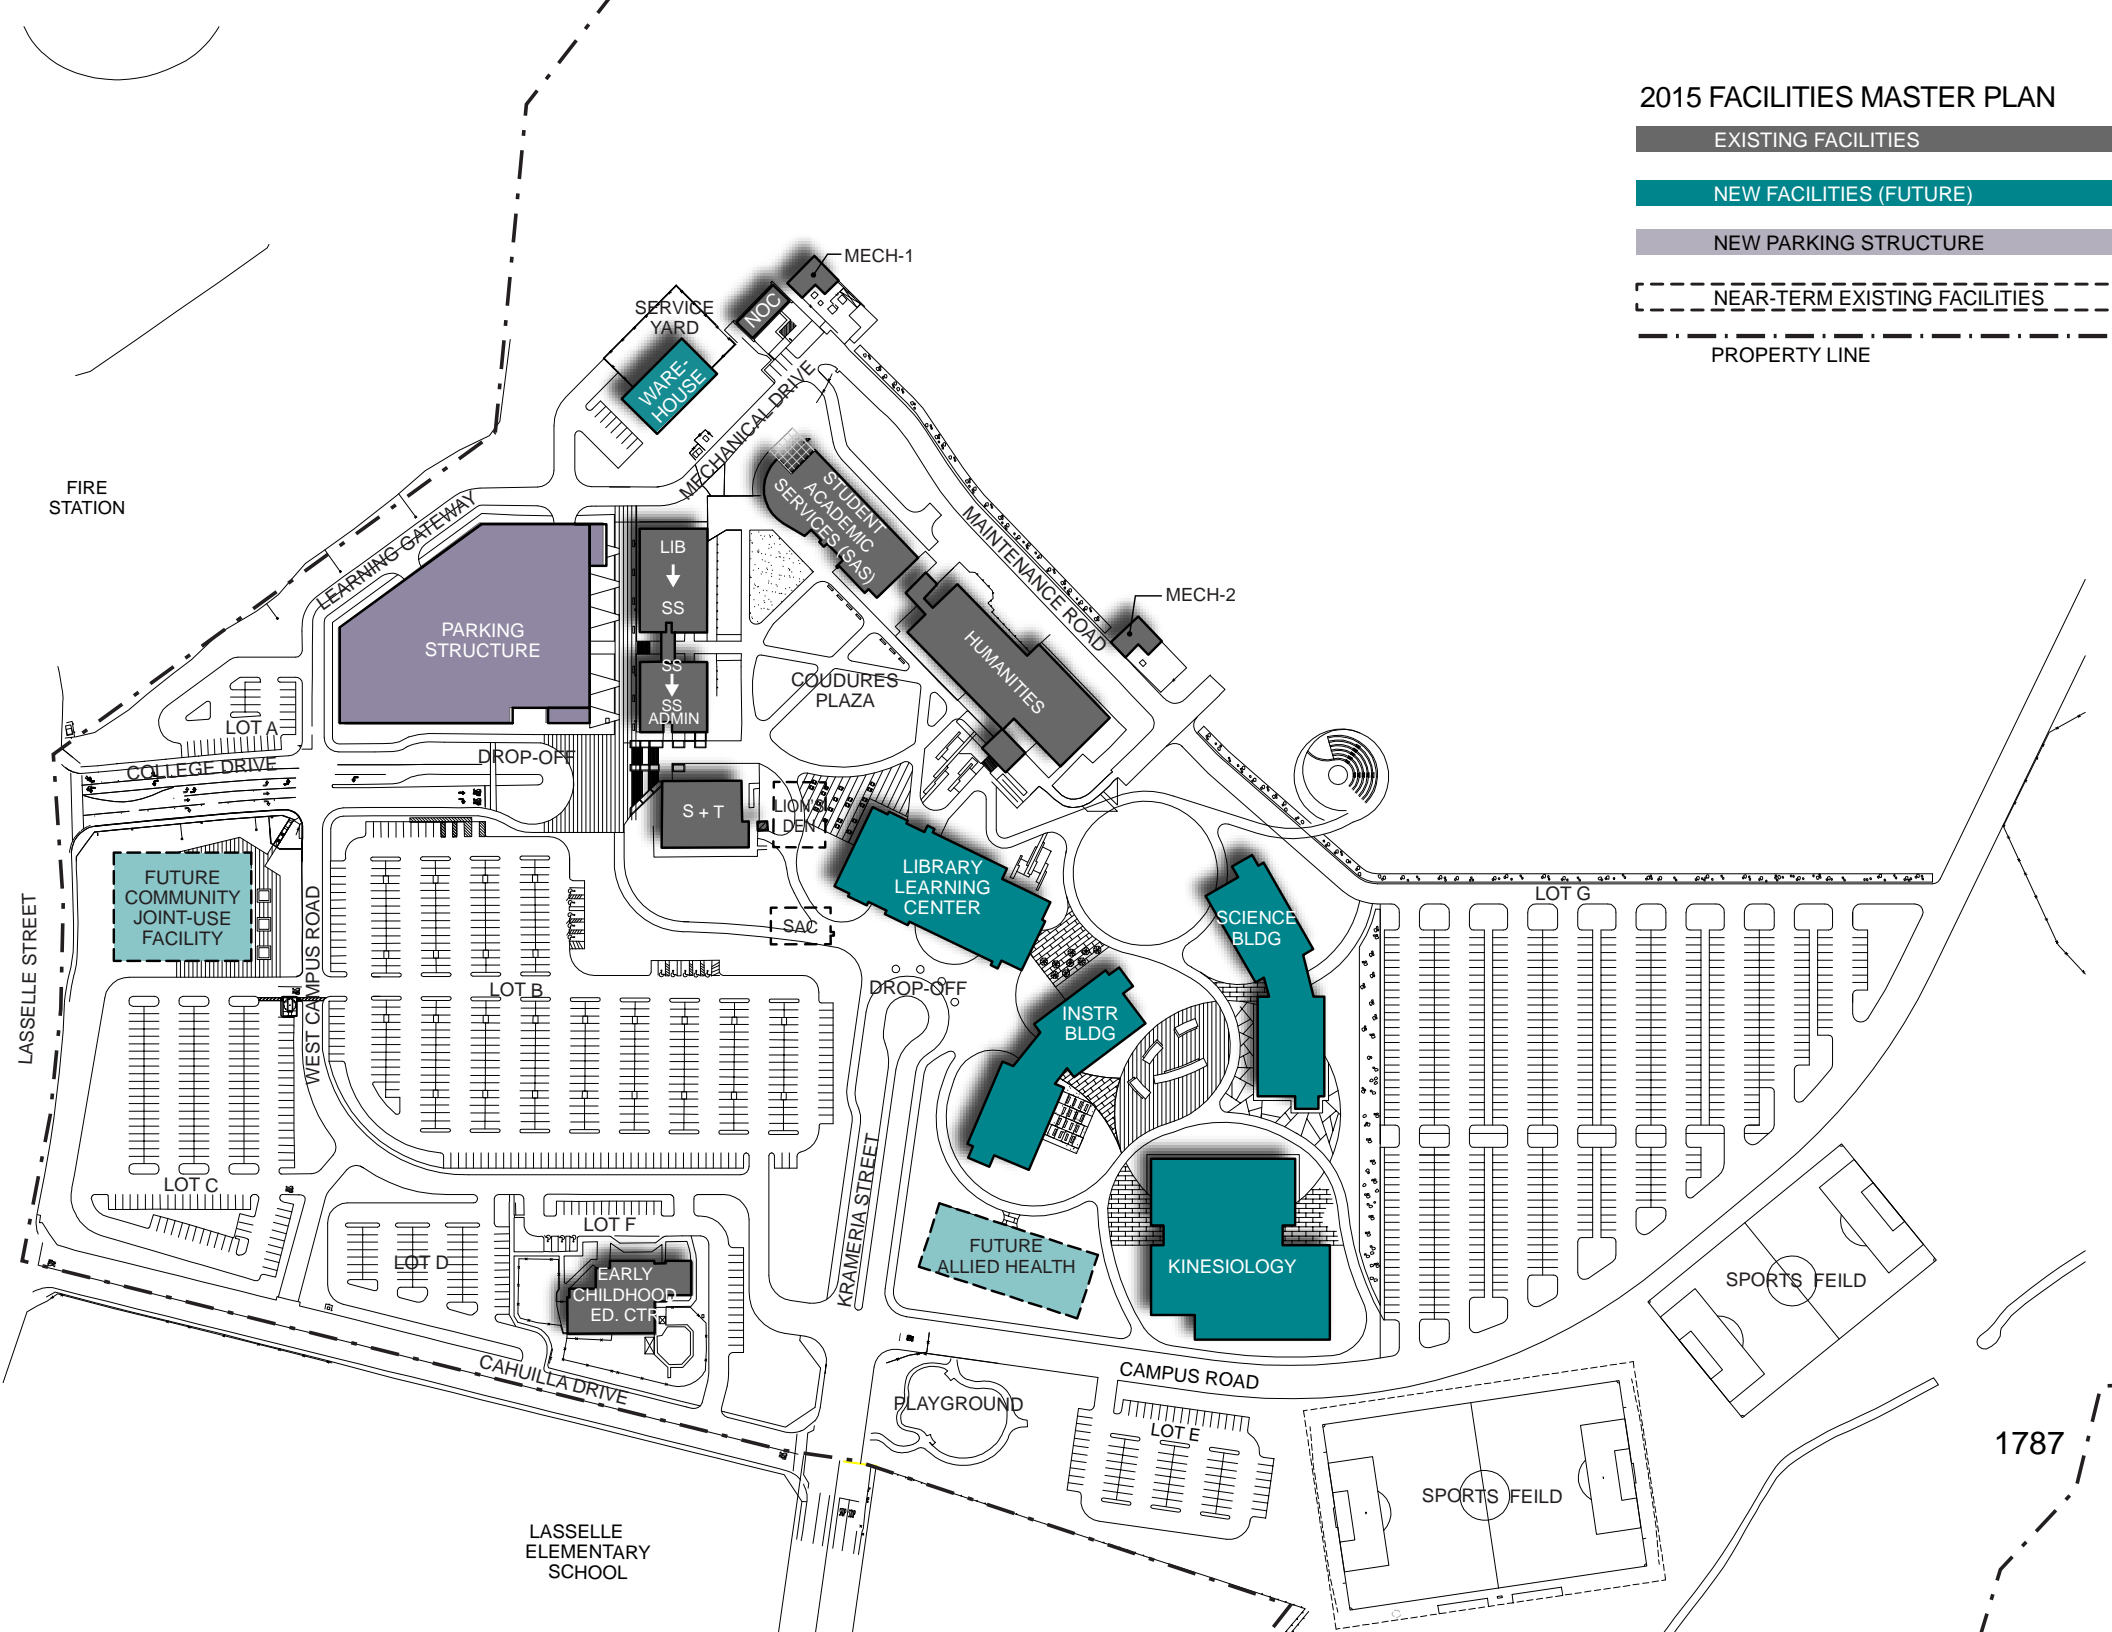 2015 FACILITIES MASTER PLAN
EXISTING FACILITIES
NEW FACILITIES (FUTURE)
NEW PARKING STRUCTURE
NEAR-TERM EXISTING FACILITIES
PROPERTY LINE
MECH-1
NOC
SERVICE
YARD
WARE-
HOUSE
MECHANICAL DRIVE
FIRE
STATION
LEARNING GATEWAY
STUDENT
ACADEMIC
SERVICES (SAS)
MAINTENANCE ROAD
MECH-2
LIB
SS
SS
SS
ADMIN
PARKING
STRUCTURE
HUMANITIES
COUDURES
PLAZA
LOT A
COLLEGE DRIVE
DROP-OFF
S + T
LION'S
DEN
LIBRARY
LEARNING
CENTER
SAC
FUTURE
COMMUNITY
JOINT-USE
FACILITY
LASSELLE STREET
WEST CAMPUS ROAD
LOT B
DROP-OFF
SCIENCE
BLDG
LOT G
INSTR
BLDG
LOT C
LOT D
LOT F
EARLY
CHILDHOOD
ED. CTR
KRAMERIA STREET
FUTURE
ALLIED HEALTH
KINESIOLOGY
SPORTS FEILD
CAHUILLA DRIVE
CAMPUS ROAD
PLAYGROUND
LOT E
SPORTS FEILD
1787
LASSELLE
ELEMENTARY
SCHOOL